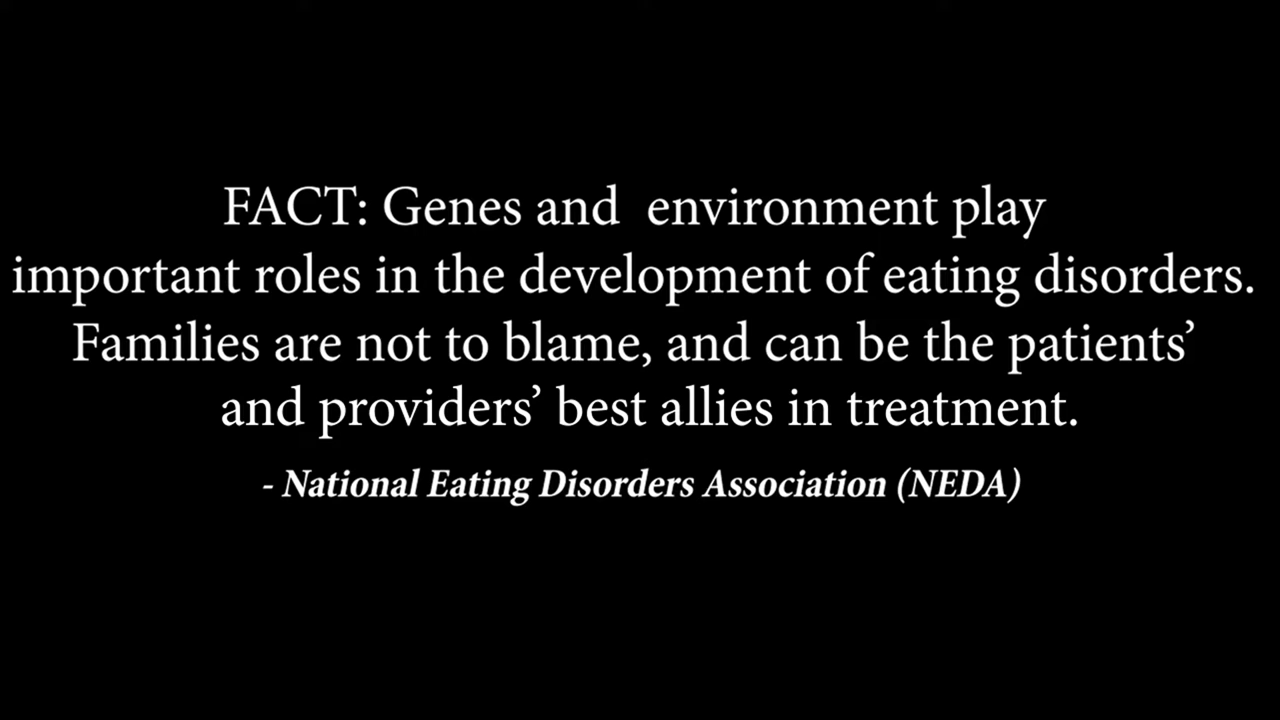 FACT: Genes and  environment play
important roles in the development of eating disorders.
Families are not to blame, and can be the patients’
and providers’ best allies in treatment.
- National Eating Disorders Association (NEDA)